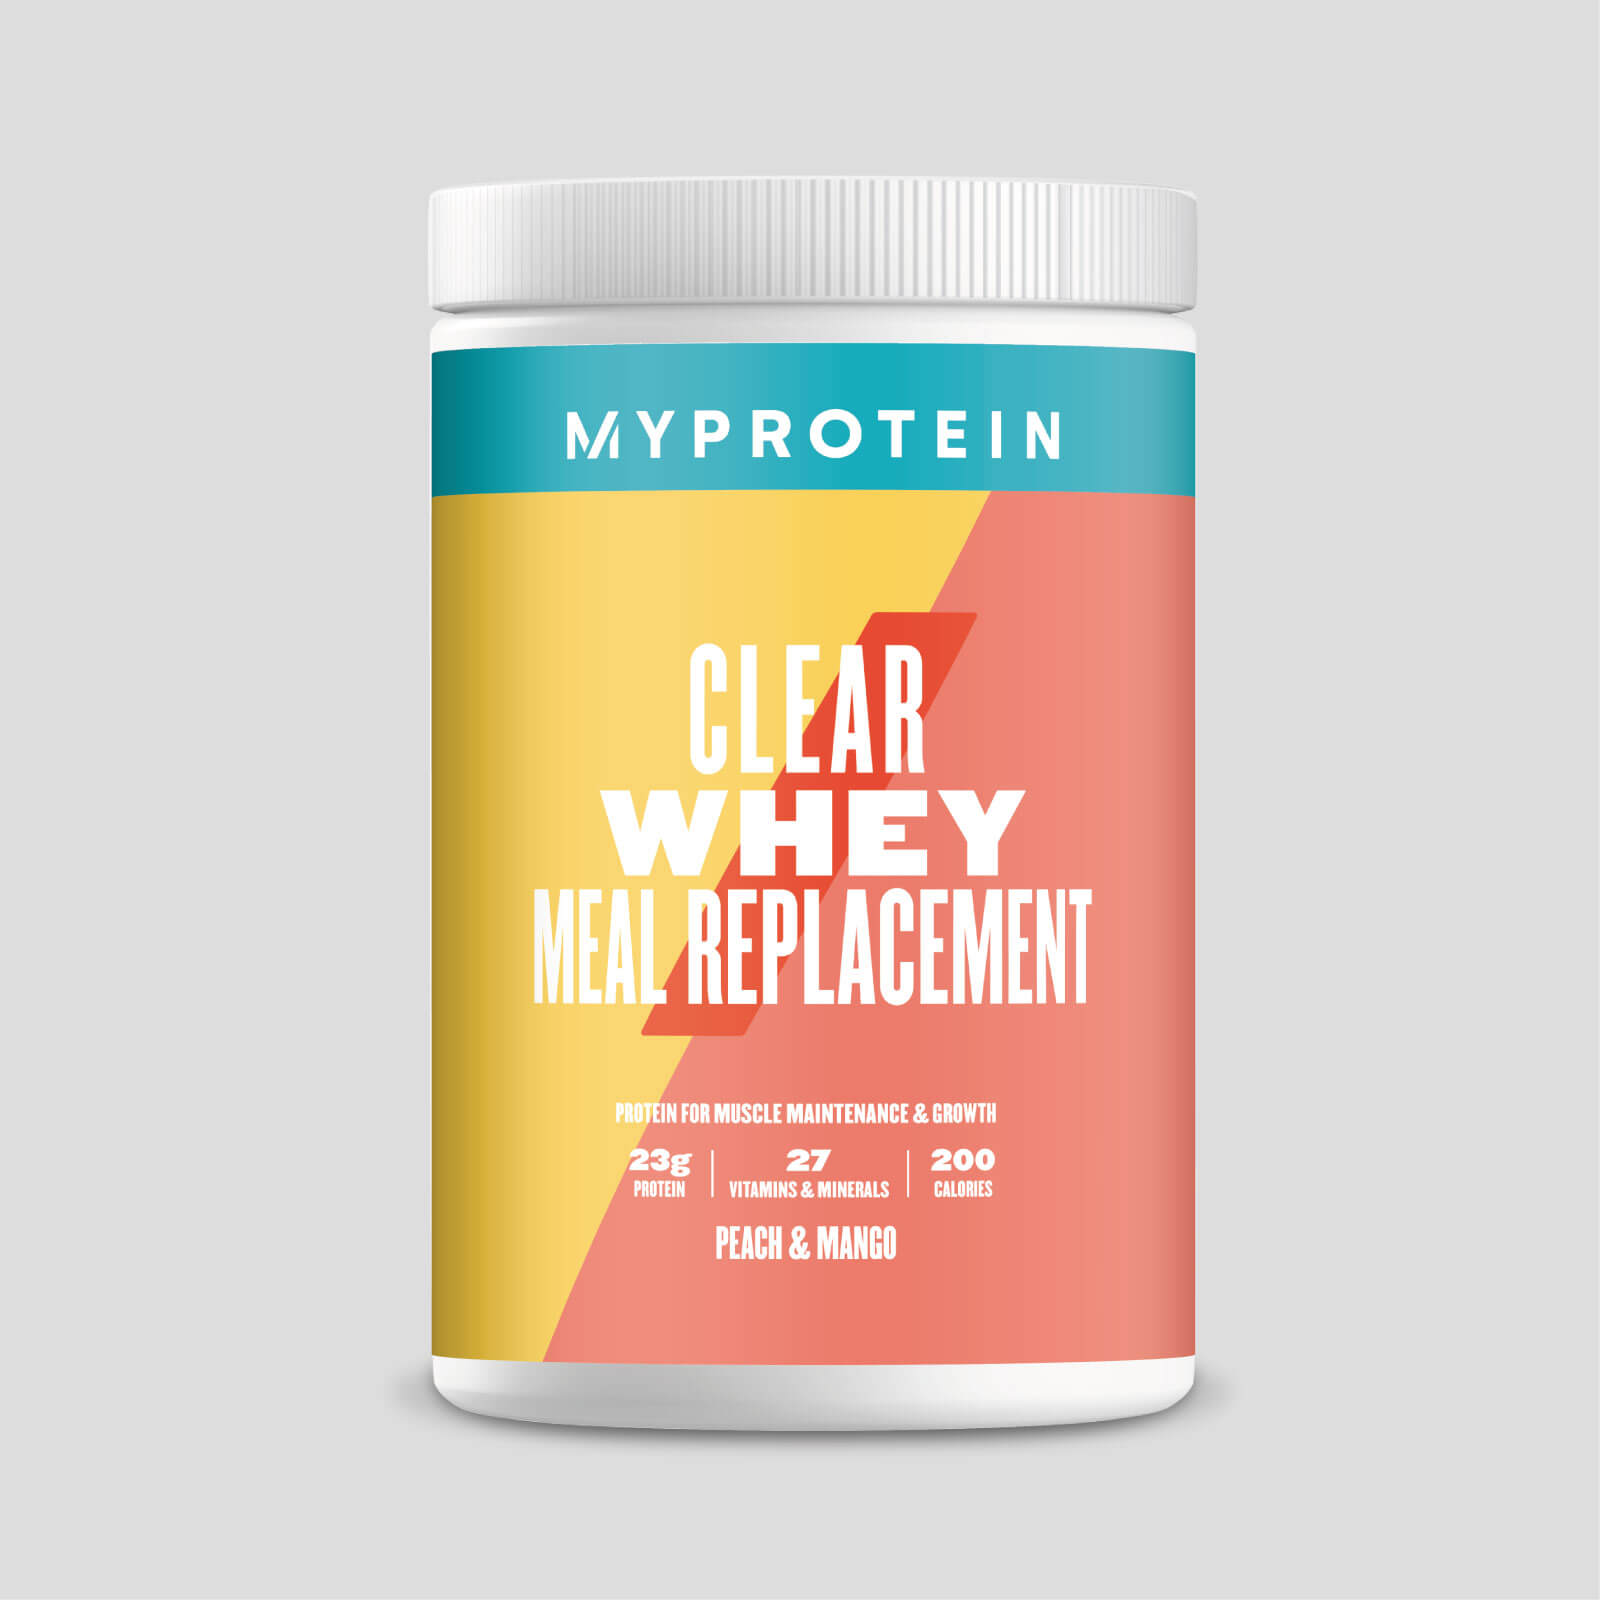 MYPROTEIN
CLEAR
WHEY
MEAL REPLACEMENT
PROTEIN FOR MUSCLE MAINTENANCE & GROWTH
23g
PROTEIN
27
VITAMINS & MINERALS
200
CALORIES
PEACH & MANGO